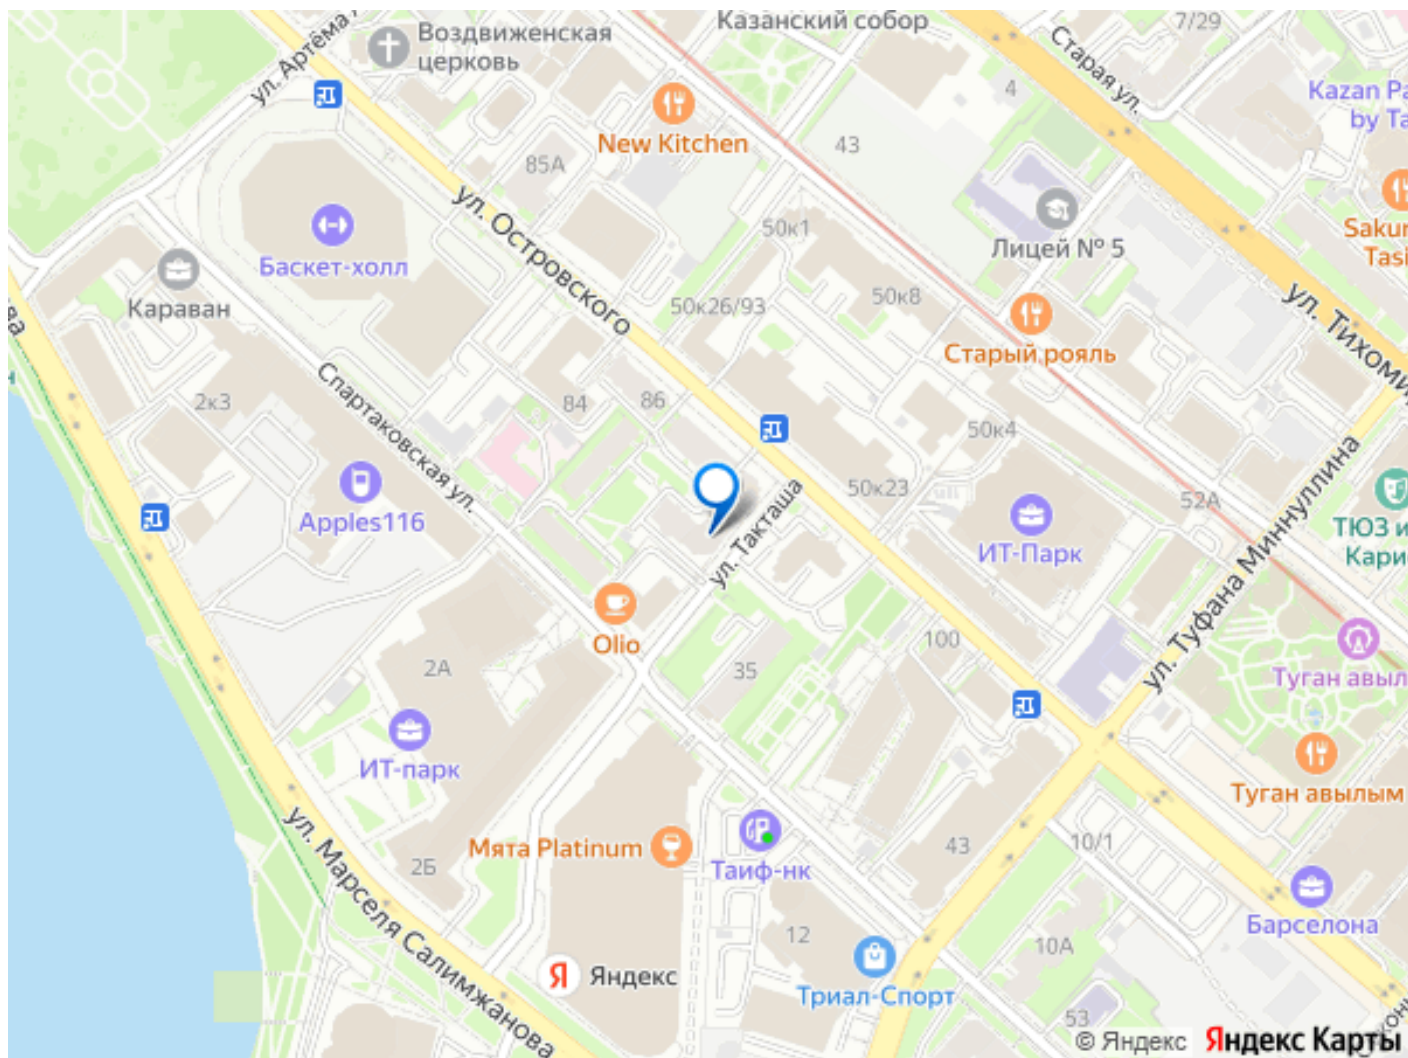 Казанский собор
7/29
Воздвиженская
церковь
ул. Артёма
Старая ул.
4
Kazan Pa
by Ta
New Kitchen
43
85А
ул. Островского
50к1
Лицей № 5
Sakur
Tasi
Баскет-холл
Караван
50к26/93
50к8
ул. Тихоми
Старый рояль
ова
2к3
Спартаковская ул.
84
86
50к4
Apples116
50к23
52А
ТЮЗ и
Кари
ИТ-Парк
ул. Такташа
ул. Туфана Миннуллина
Olio
100
2А
35
Туган авыл
ИТ-парк
Туган авылым
ул. Марселя Салимжанова
Мята Platinum
Таиф-нк
2Б
43
10/1
Барселона
12
10А
Я Яндекс
Триал-Спорт
53
© Яндекс Яндекс Карты